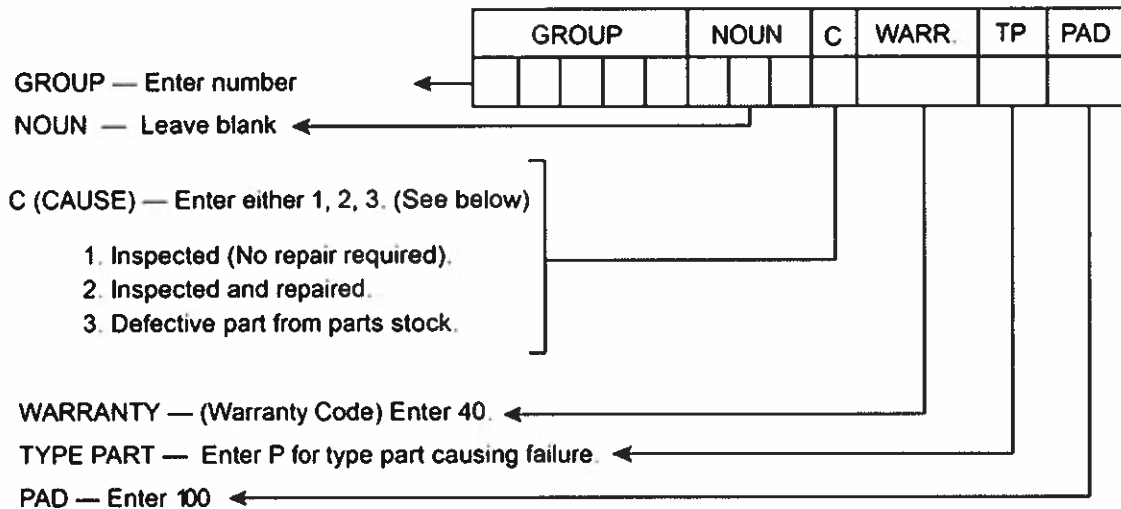 GROUP NOUN C WARR. TP PAD
GROUP — Enter number
NOUN — Leave blank
C (CAUSE) — Enter either 1, 2, 3. (See below)
1. Inspected (No repair required).
2. Inspected and repaired.
3. Defective part from parts stock.
WARRANTY — (Warranty Code) Enter 40.
TYPE PART — Enter P for type part causing failure.
PAD — Enter 100